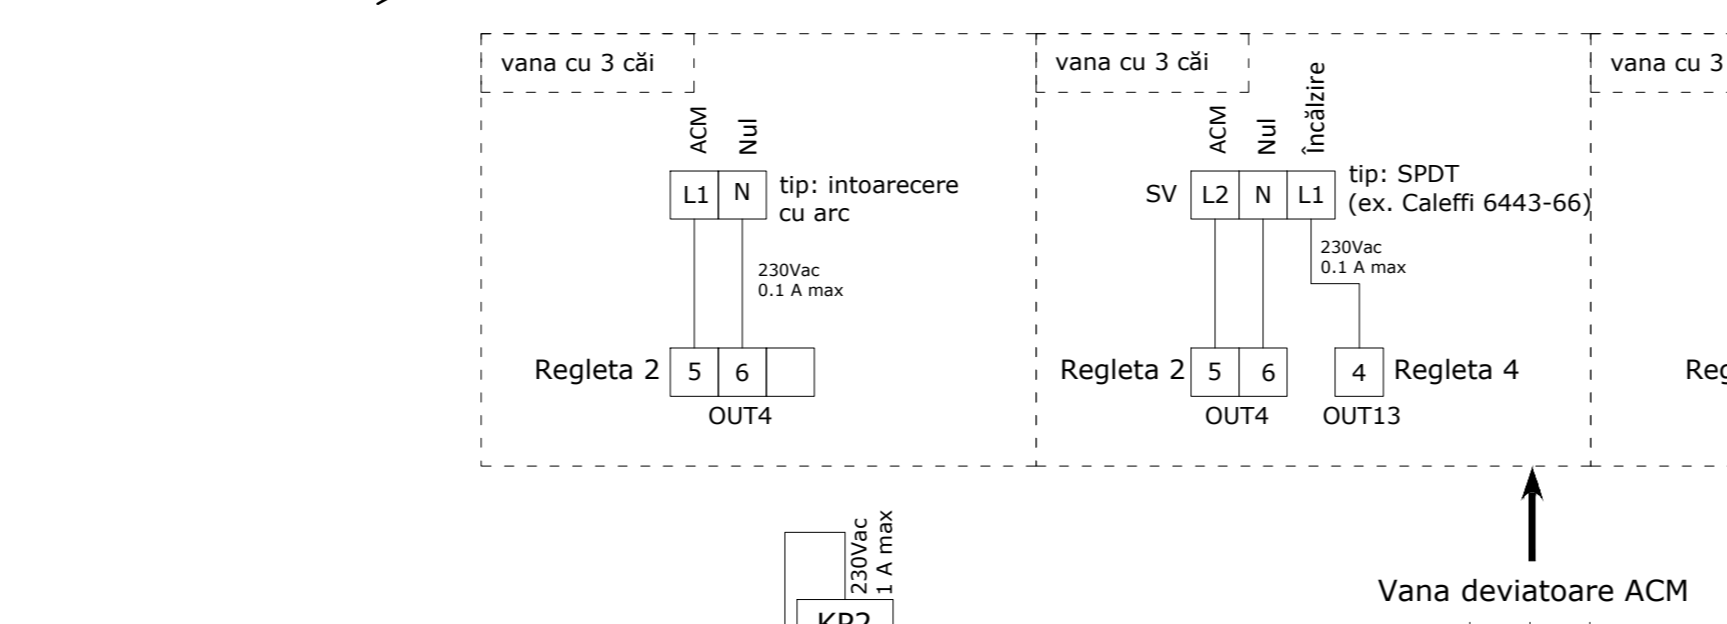 vana cu 3 căi
ACM
Nul
L1
N
tip: intoarecere
cu arc
230Vac
0.1 A max
Regleta 2
5
6
OUT4
vana cu 3 căi
ACM
Nul
Încălzire
SV
L2
N
L1
tip: SPDT
(ex. Caleffi 6443-66)
230Vac
0.1 A max
Regleta 2
5
6
4
Regleta 4
OUT4
OUT13
vana cu 3
Reg
230Vac
1 A max
KP2
Vana deviatoare ACM